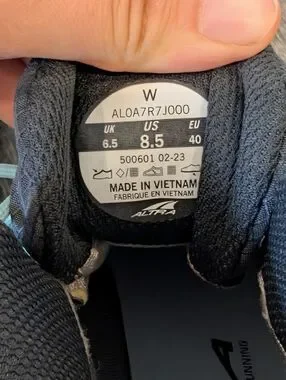 W
AL0A7R7J000
UK US EU
6.5 8.5 40
500601 02-23
MADE IN VIETNAM
FABRIQUE EN VIETNAM
ALTRA